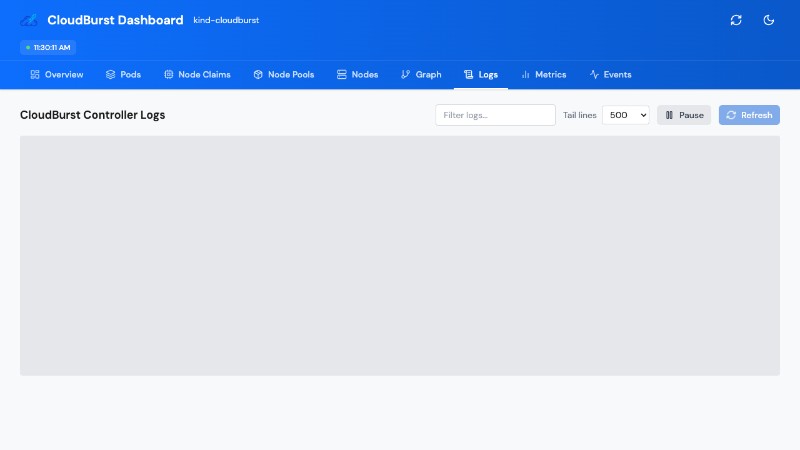 CloudBurst Dashboard kind-cloudburst
11:30:11 AM
Overview Pods Node Claims Node Pools Nodes Graph Logs Metrics Events
CloudBurst Controller Logs Filter logs... Tail lines 500 Pause Refresh